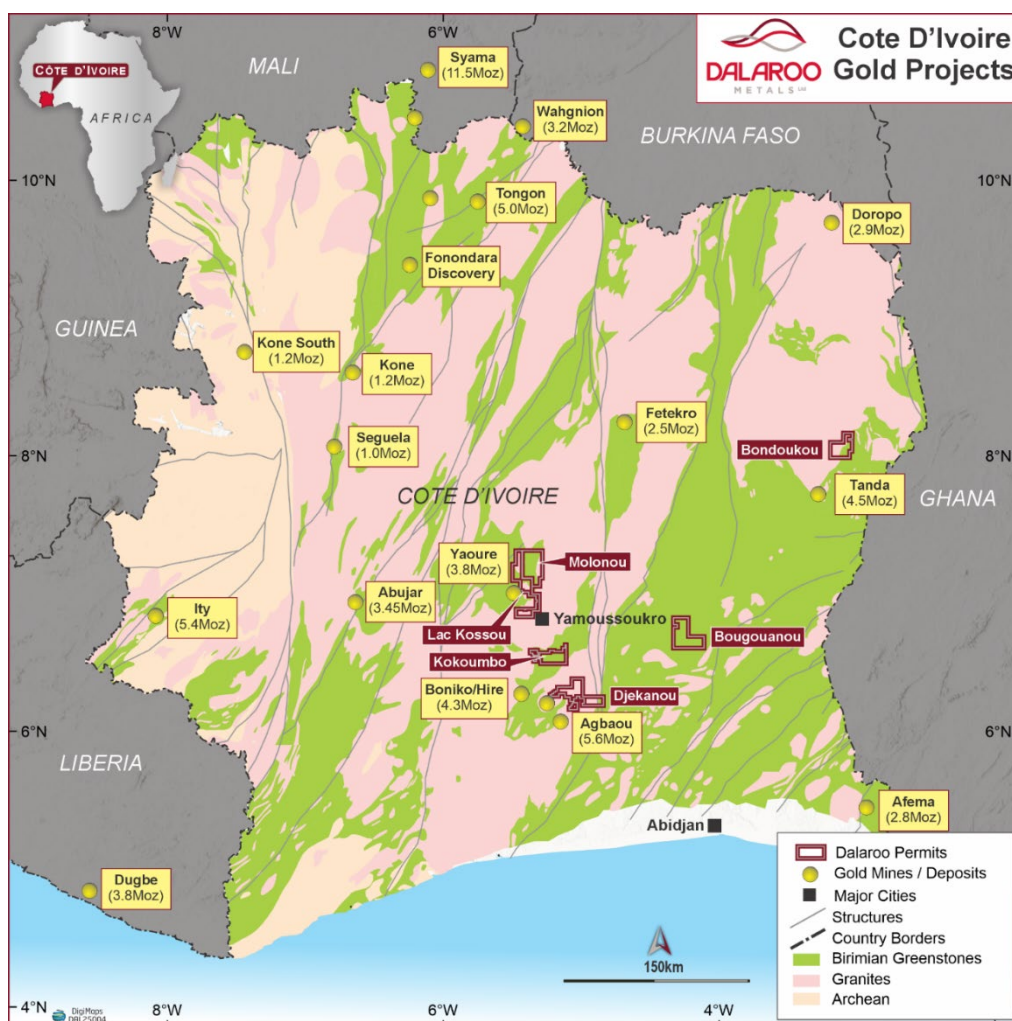 8°W
6°W
CÔTE D'IVOIRE
AFRICA
MALI
Syama
(11.5Moz)
DALAROO
METALS LTD
Cote D'Ivoire
Gold Projects
Wahgnion
(3.2Moz)
BURKINA FASO
10°N
10°N
Tongon
(5.0Moz)
Doropo
(2.9Moz)
Fonondara
Discovery
GUINEA
Kone South
(1.2Moz)
Kone
(1.2Moz)
Fetekro
(2.5Moz)
Seguela
(1.0Moz)
Bondoukou
8°N
8°N
COTE D'IVOIRE
Tanda
(4.5Moz)
GHANA
Yaoure
(3.8Moz)
Molonou
Abujar
(3.45Moz)
Ity
(5.4Moz)
Lac Kossou
Yamoussoukro
Bougouanou
Kokoumbo
Boniko/Hire
(4.3Moz)
Djekanou
Agbaou
(5.6Moz)
6°N
6°N
LIBERIA
Afema
(2.8Moz)
Abidjan
Dugbe
(3.8Moz)
Dalaroo Permits
Gold Mines / Deposits
Major Cities
Structures
Country Borders
Birimian Greenstones
Granites
Archean
150km
4°N
DigiMaps
DAL25004
8°W
6°W
4°W